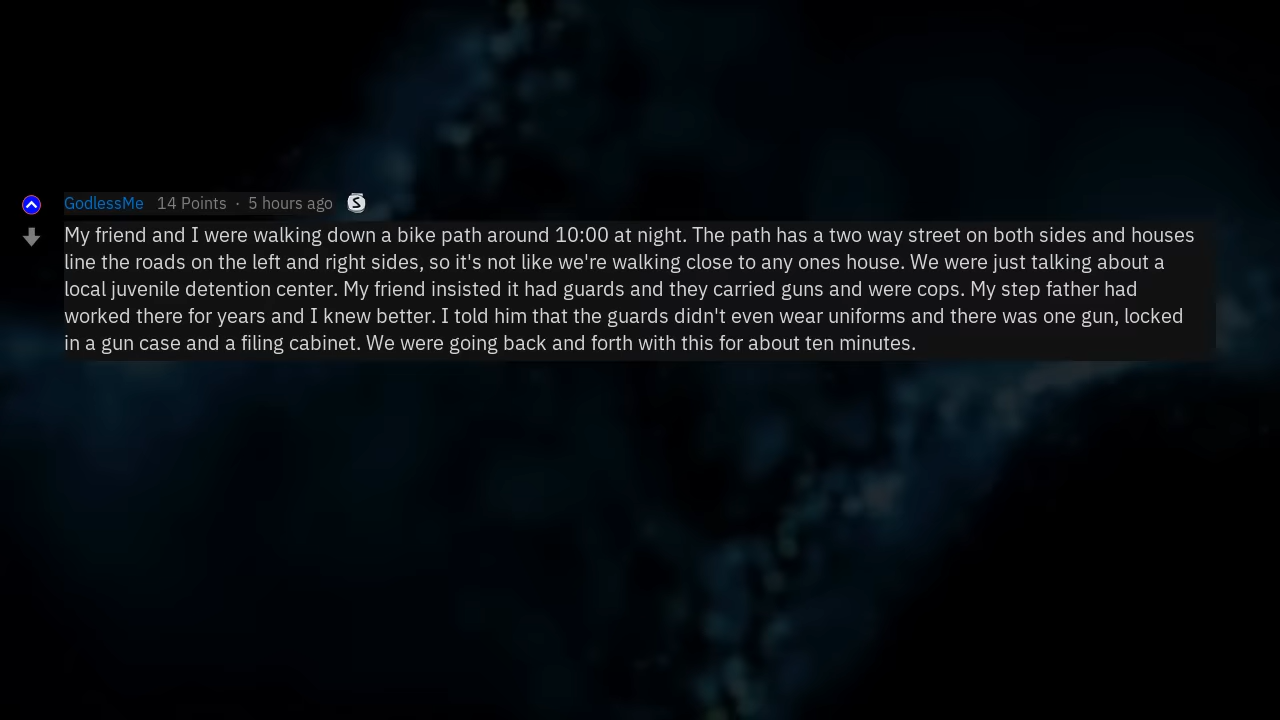 GodlessMe 14 Points · 5 hours ago S
My friend and I were walking down a bike path around 10:00 at night. The path has a two way street on both sides and houses
line the roads on the left and right sides, so it's not like we're walking close to any ones house. We were just talking about a
local juvenile detention center. My friend insisted it had guards and they carried guns and were cops. My step father had
worked there for years and I knew better. I told him that the guards didn't even wear uniforms and there was one gun, locked
in a gun case and a filing cabinet. We were going back and forth with this for about ten minutes.